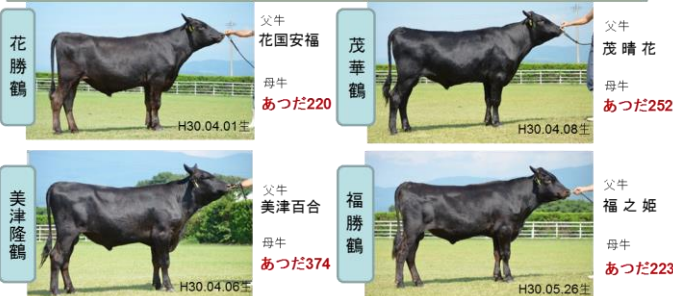 花勝鶴
父牛
花国安福
母牛
あつだ220
H30.04.01生
茂華鶴
父牛
茂晴花
母牛
あつだ252
H30.04.08生
美津隆鶴
父牛
美津百合
母牛
あつだ374
H30.04.06生
福勝鶴
父牛
福之姫
母牛
あつだ223
H30.05.26生